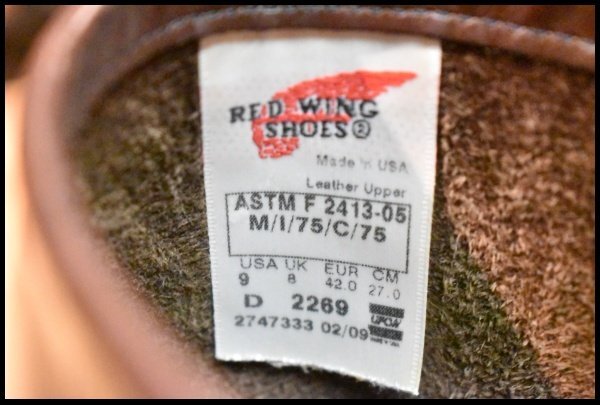 RED WING
SHOES®
Made in USA
Leather Upper
ASTM F 2413-05
M/I/75/C/75
USA UK EUR CM
9 8 42.0 27.0
D 2269
2747333 02/09
UFCW